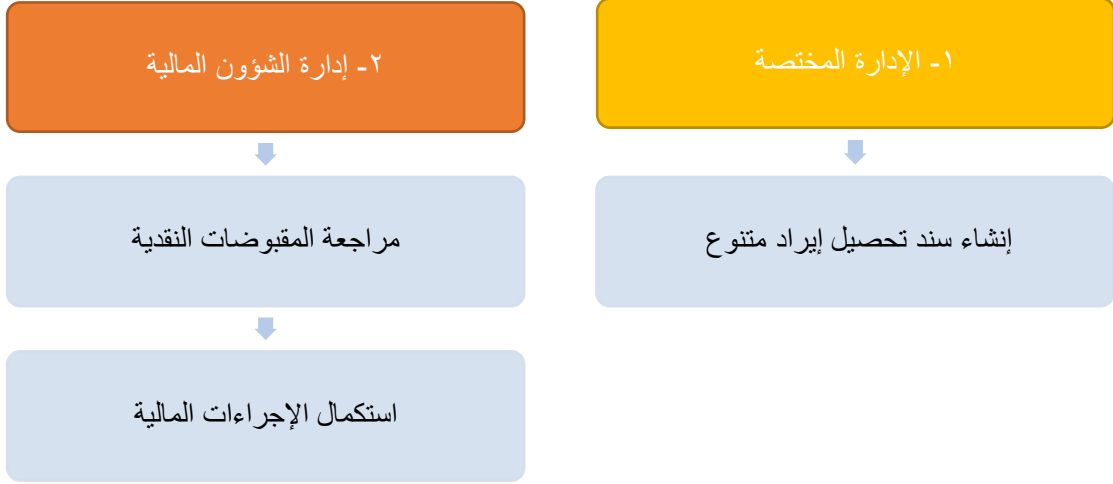 ١- الإدارة المختصة
إنشاء سند تحصيل إيراد متنوع
٢- إدارة الشؤون المالية
مراجعة المقبوضات النقدية
استكمال الإجراءات المالية